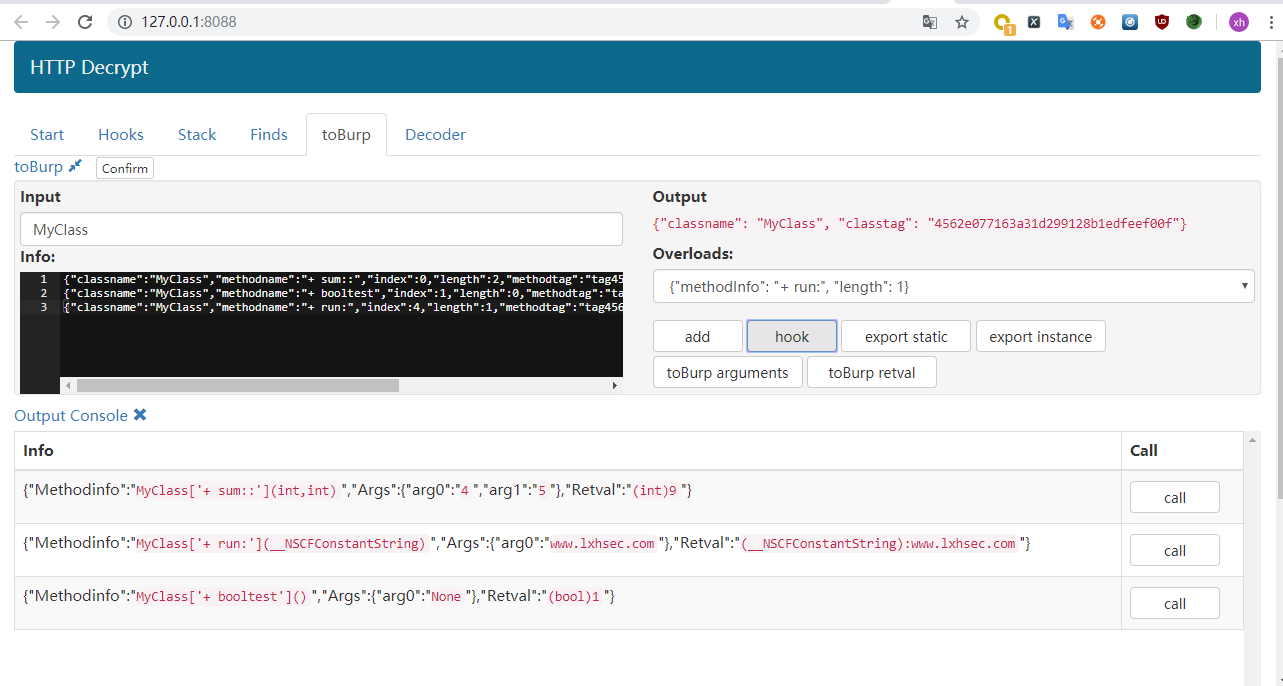 127.0.0.1:8088
1
xh
HTTP Decrypt
Start Hooks Stack Finds toBurp Decoder
toBurp Confirm
Input
MyClass
Info:
1 {"classname":"MyClass","methodname":"+ sum::","index":0,"length":2,"methodtag":"tag45
2 {"classname":"MyClass","methodname":"+ booltest","index":1,"length":0,"methodtag":"ta
3 {"classname":"MyClass","methodname":"+ run:","index":4,"length":1,"methodtag":"tag456
Output
{"classname": "MyClass", "classtag": "4562e077163a31d299128b1edfeef00f"}
Overloads:
{"methodInfo": "+ run:", "length": 1}
add hook export static export instance
toBurp arguments toBurp retval
Output Console
Info Call
{"Methodinfo":"MyClass['+ sum::'](int,int) ","Args":{"arg0":"4 ","arg1":"5 "},"Retval":"(int)9 "} call
{"Methodinfo":"MyClass['+ run:'](__NSCFConstantString) ","Args":{"arg0":"www.lxhsec.com "},"Retval":"(__NSCFConstantString):www.lxhsec.com "} call
{"Methodinfo":"MyClass['+ booltest']() ","Args":{"arg0":"None "},"Retval":"(bool)1 "} call